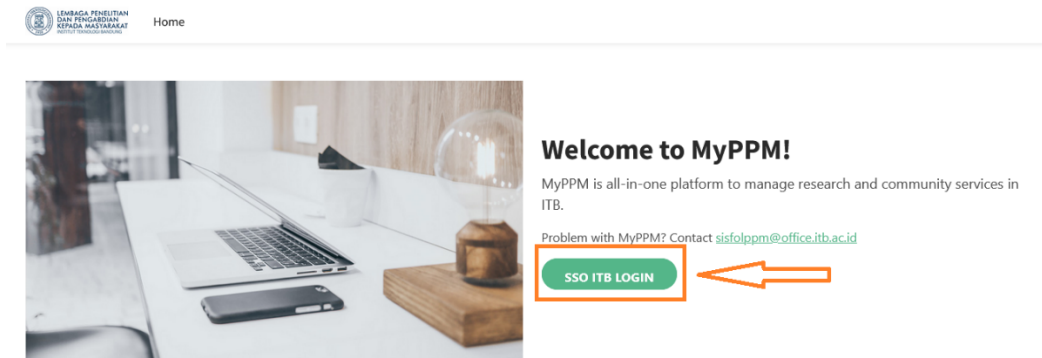 LEMBAGA PENELITIAN
DAN PENGABDIAN
KEPADA MASYARAKAT
INSTITUT TEKNOLOGI BANDUNG
Home
Welcome to MyPPM!
MyPPM is all-in-one platform to manage research and community services in
ITB.
Problem with MyPPM? Contact sisfolppm@office.itb.ac.id
SSO ITB LOGIN